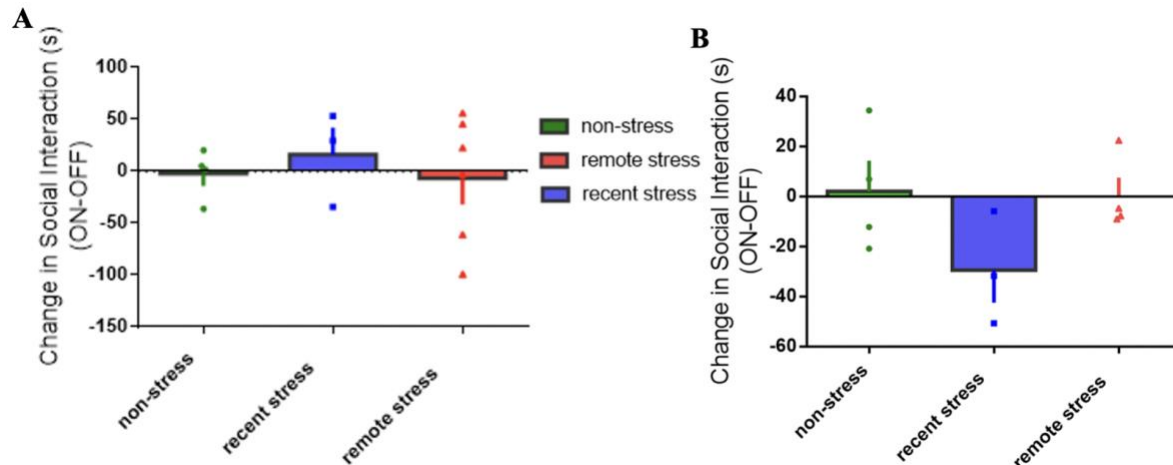 A
Change in Social Interaction (s)
(ON-OFF)
100
50
0
-50
-100
-150
non-stress
recent stress
remote stress
non-stress
remote stress
recent stress
B
Change in Social Interaction (s)
(ON-OFF)
40
20
0
-20
-40
-60
non-stress
recent stress
remote stress